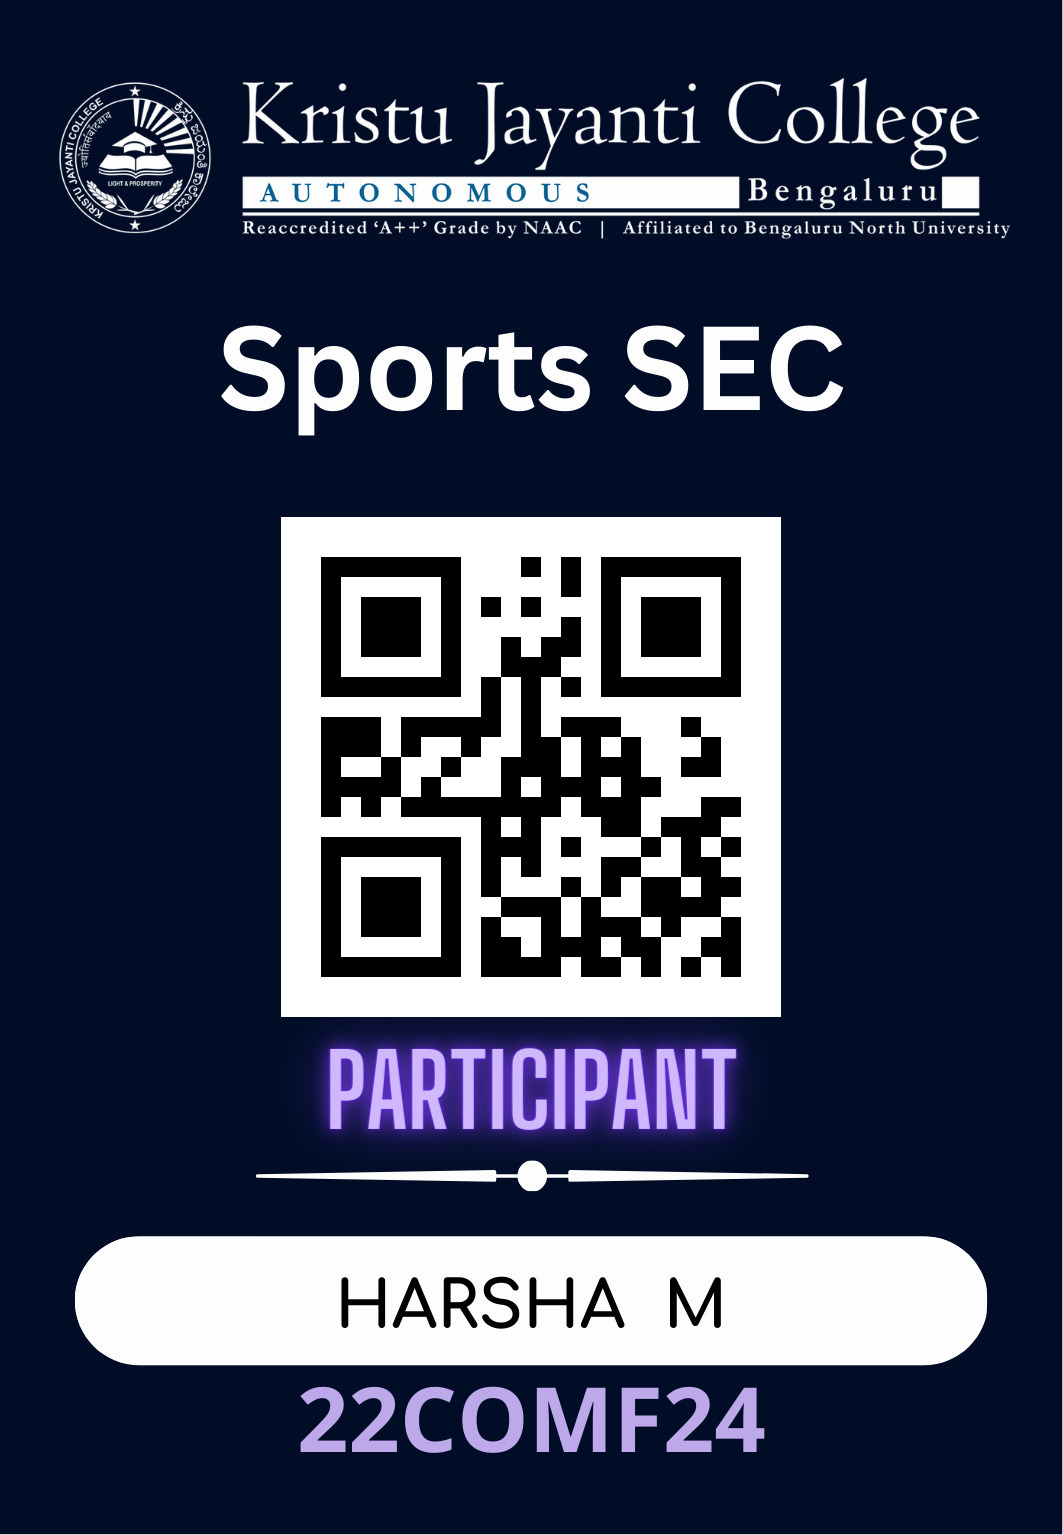 KRISTU JAYANTI COLLEGE
ಕ್ರಿಸ್ತು ಜಯಂತಿ ಕಾಲೇಜು
LIGHT & PROSPERITY
Kristu Jayanti College
AUTONOMOUS Bengaluru
Reaccredited ‘A++’ Grade by NAAC | Affiliated to Bengaluru North University
Sports SEC
PARTICIPANT
HARSHA M
22COMF24